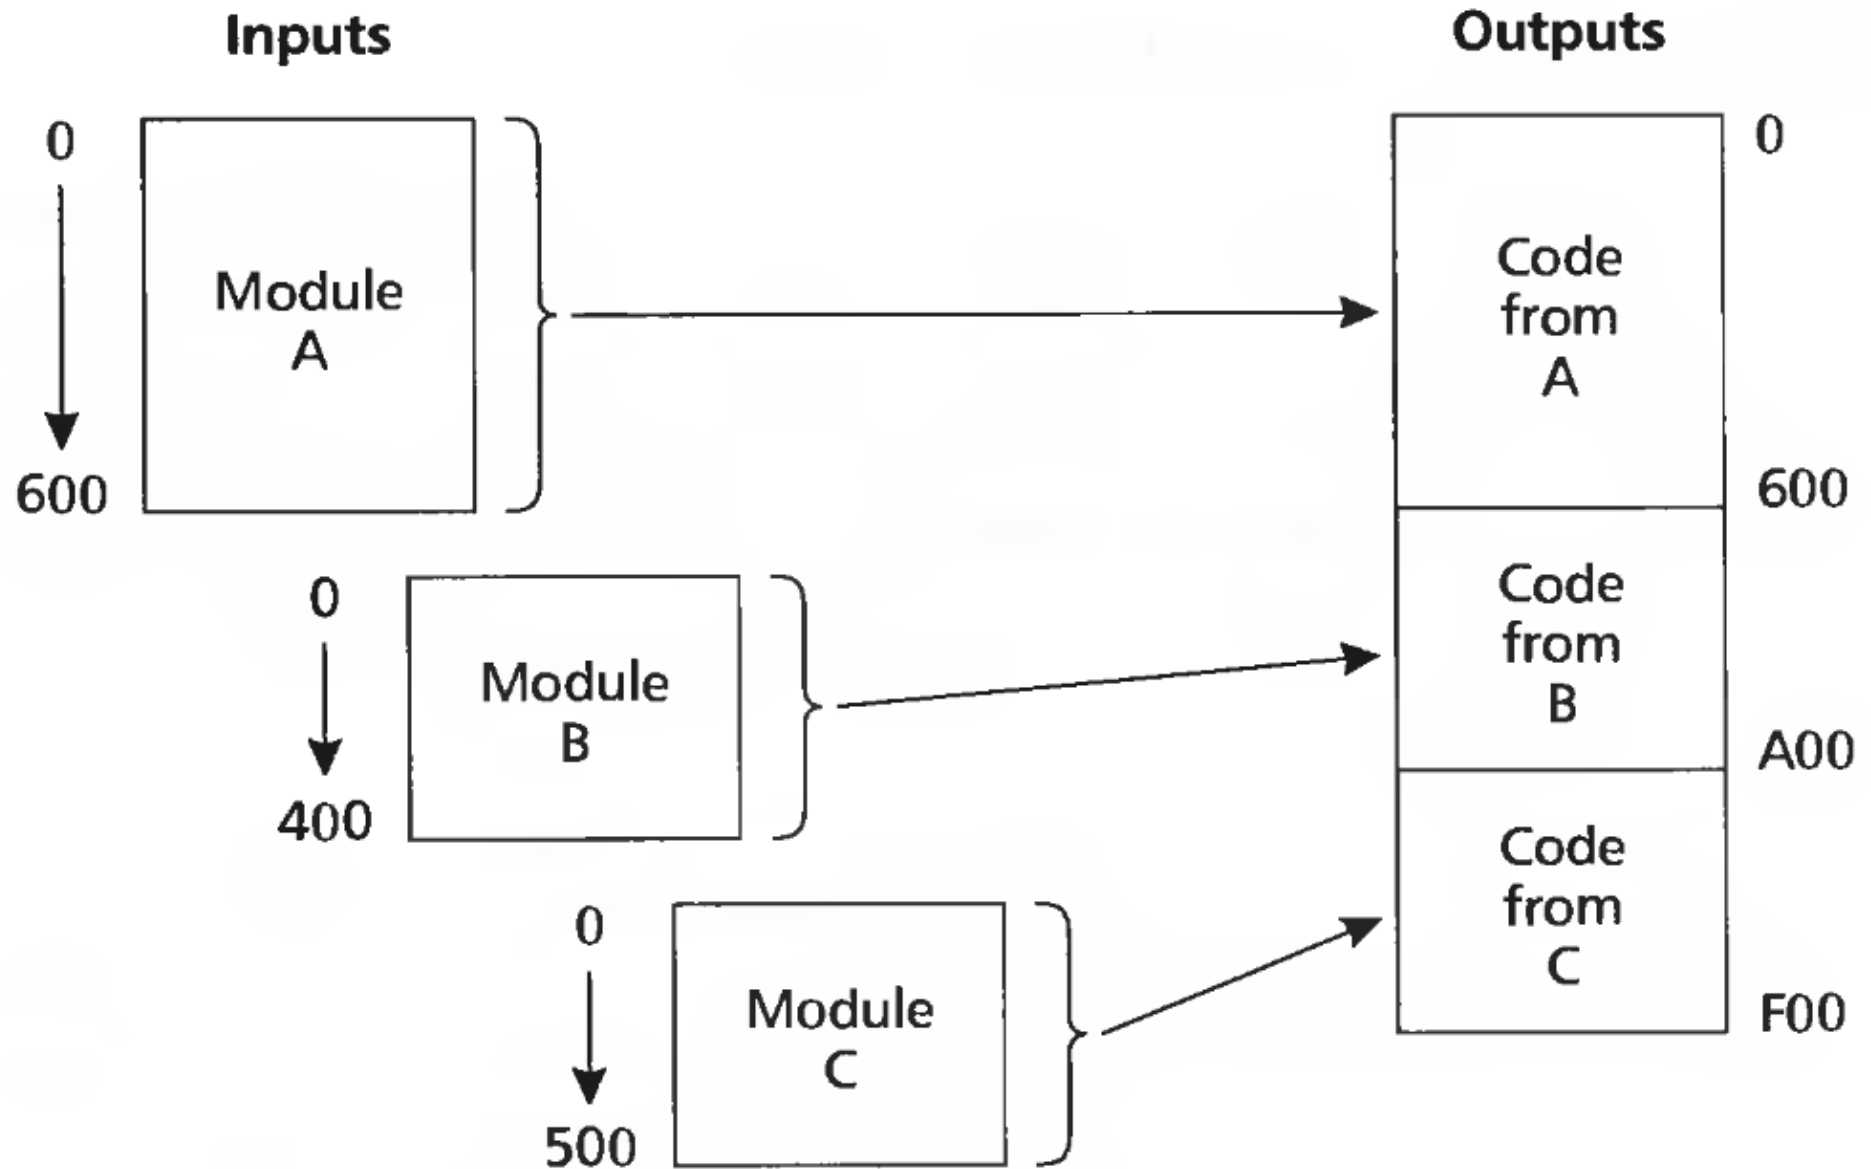 Inputs
Outputs
0
Module
A
600
0
Module
B
400
0
Module
C
500
0
Code
from
A
600
Code
from
B
A00
Code
from
C
F00